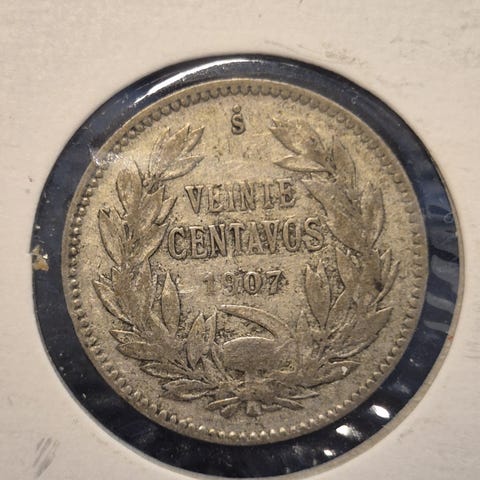 Ṡ
VEINTE
CENTAVOS
1907